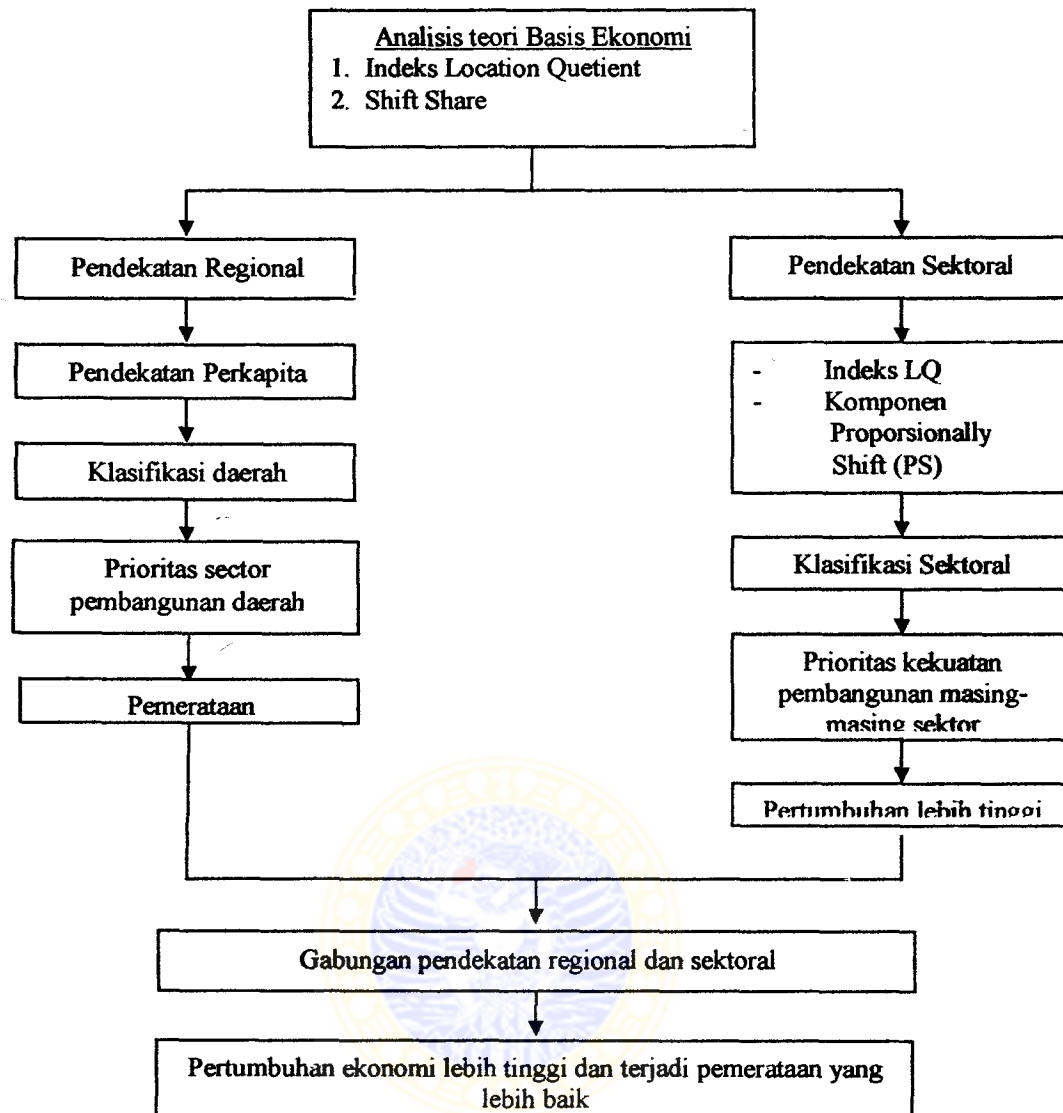 Analisis teori Basis Ekonomi
1. Indeks Location Quetient
2. Shift Share
Pendekatan Regional
Pendekatan Perkapita
Klasifikasi daerah
Prioritas sector
pembangunan daerah
Pemerataan
Pendekatan Sektoral
- Indeks LQ
- Komponen
Proporsionally
Shift (PS)
Klasifikasi Sektoral
Prioritas kekuatan
pembangunan masing-
masing sektor
Pertumbuhan lebih tinggi
Gabungan pendekatan regional dan sektoral
Pertumbuhan ekonomi lebih tinggi dan terjadi pemerataan yang
lebih baik